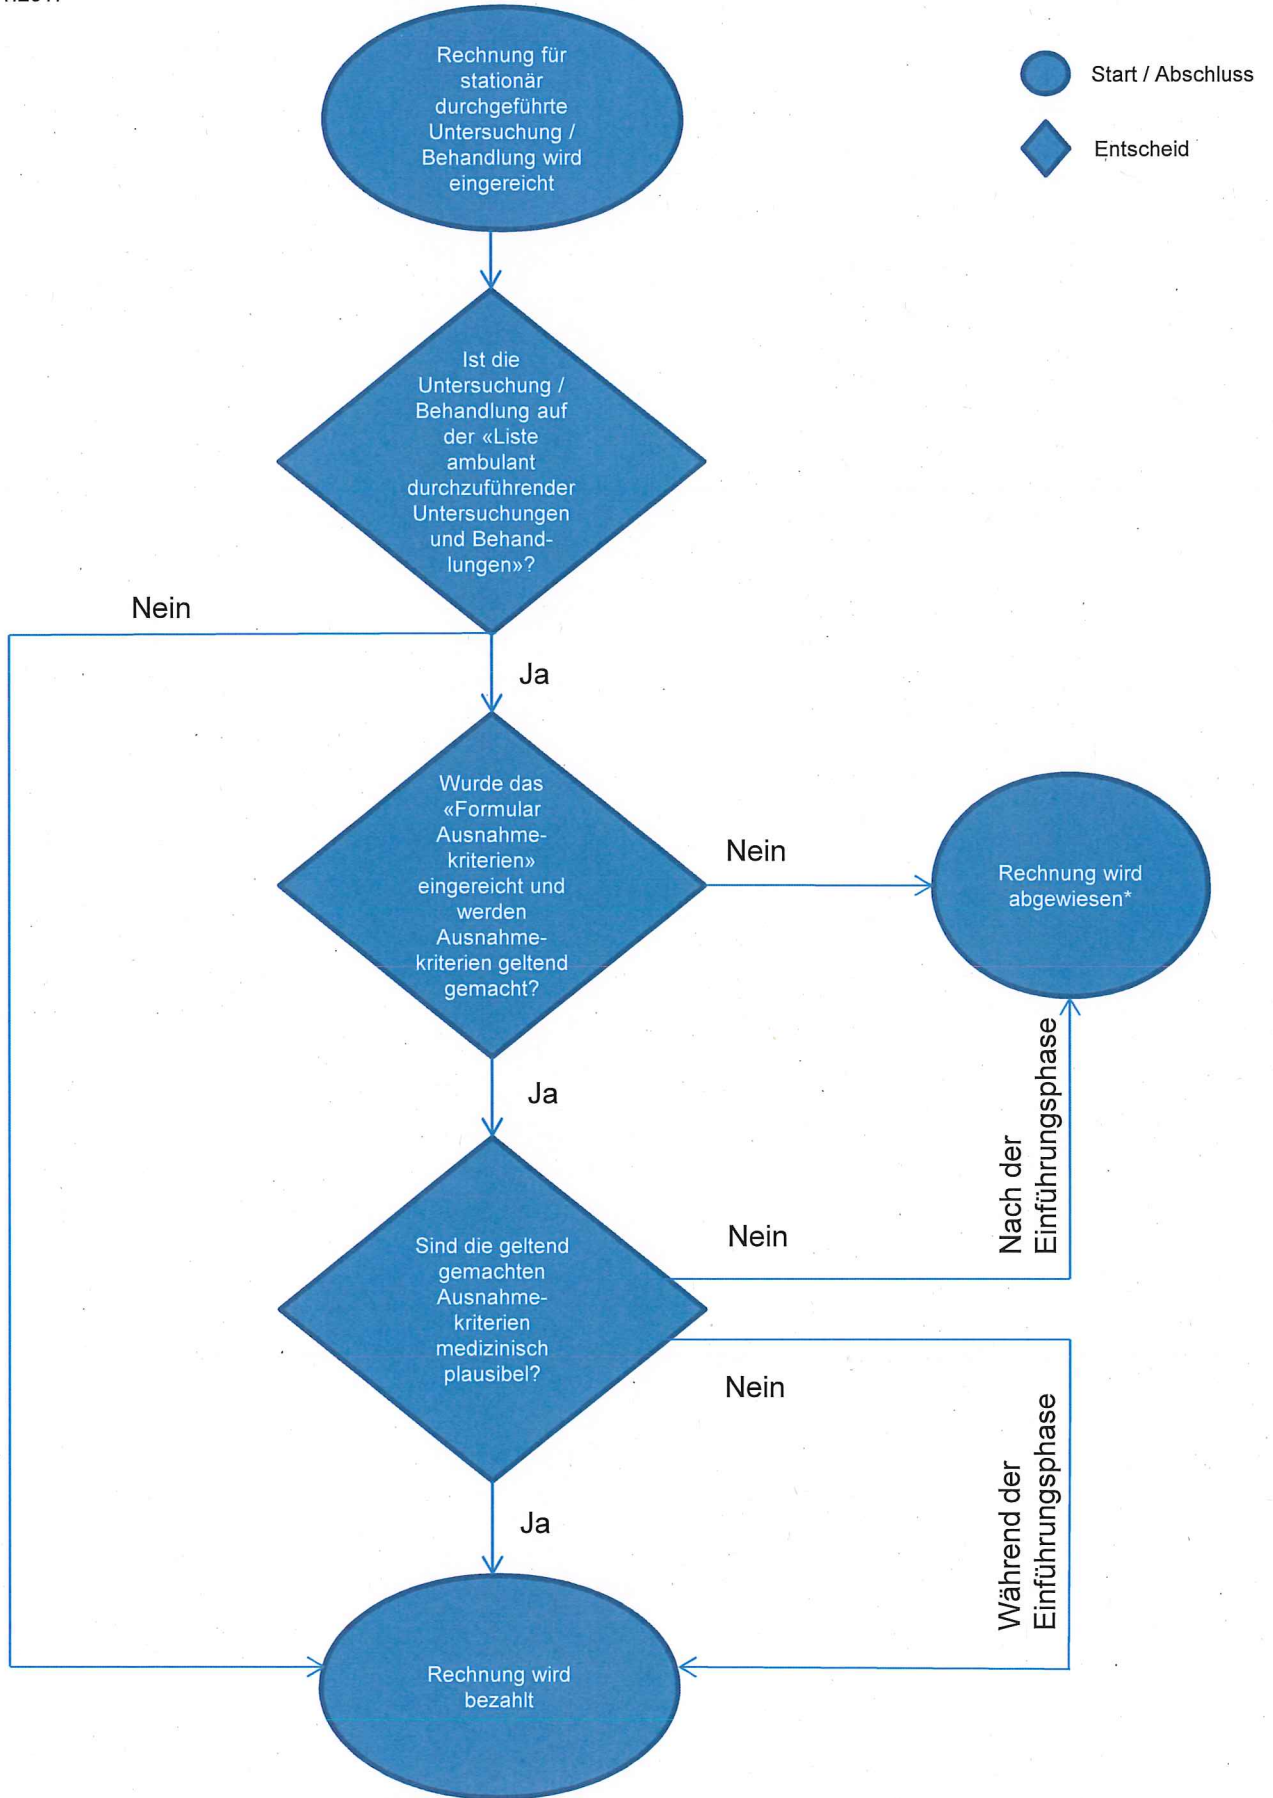 Rechnung für
stationär
durchgeführte
Untersuchung /
Behandlung wird
eingereicht
Start / Abschluss
Entscheid
Ist die
Untersuchung /
Behandlung auf
der «Liste
ambulant
durchzuführender
Untersuchungen
und Behand-
lungen»?
Nein
Ja
Wurde das
«Formular
Ausnahme-
kriterien»
eingereicht und
werden
Ausnahme-
kriterien geltend
gemacht?
Nein
Rechnung wird
abgewiesen*
Ja
Nach der
Einführungsphase
Sind die geltend
gemachten
Ausnahme-
kriterien
medizinisch
plausibel?
Nein
Nein
Während der
Einführungsphase
Ja
Rechnung wird
bezahlt